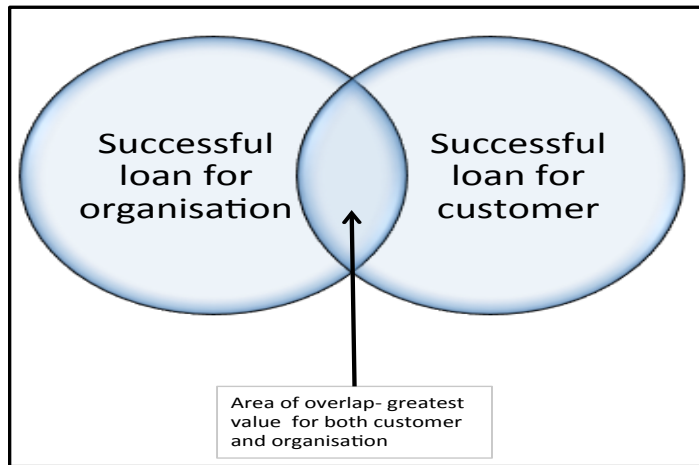 Successful
loan for
organisation
Successful
loan for
customer
Area of overlap- greatest
value for both customer
and organisation